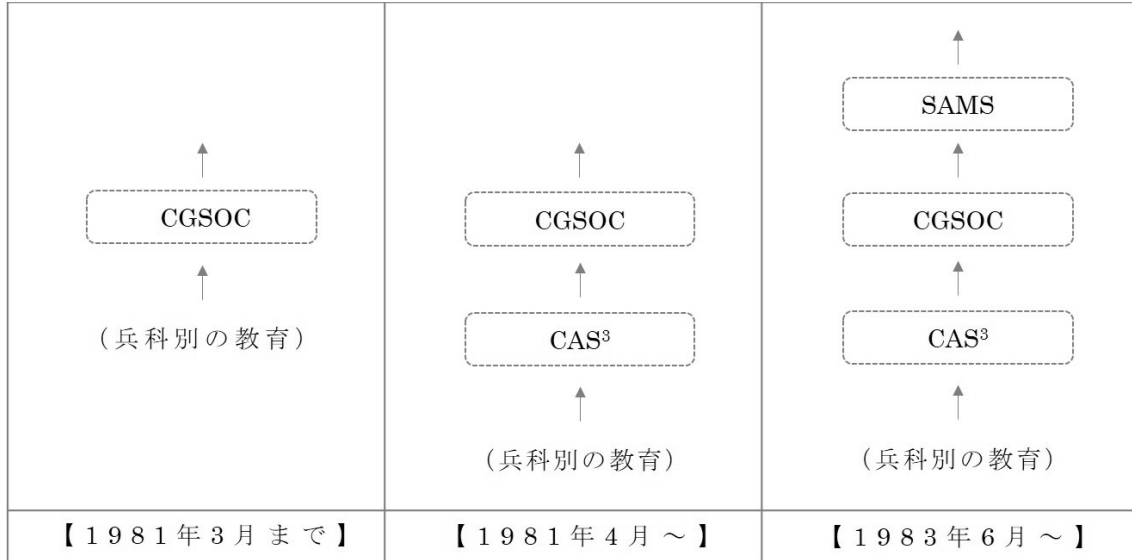 CGSOC
(兵科別の教育)
【1981年3月まで】
CGSOC
CAS³
(兵科別の教育)
【1981年4月~】
SAMS
CGSOC
CAS³
(兵科別の教育)
【1983年6月~】